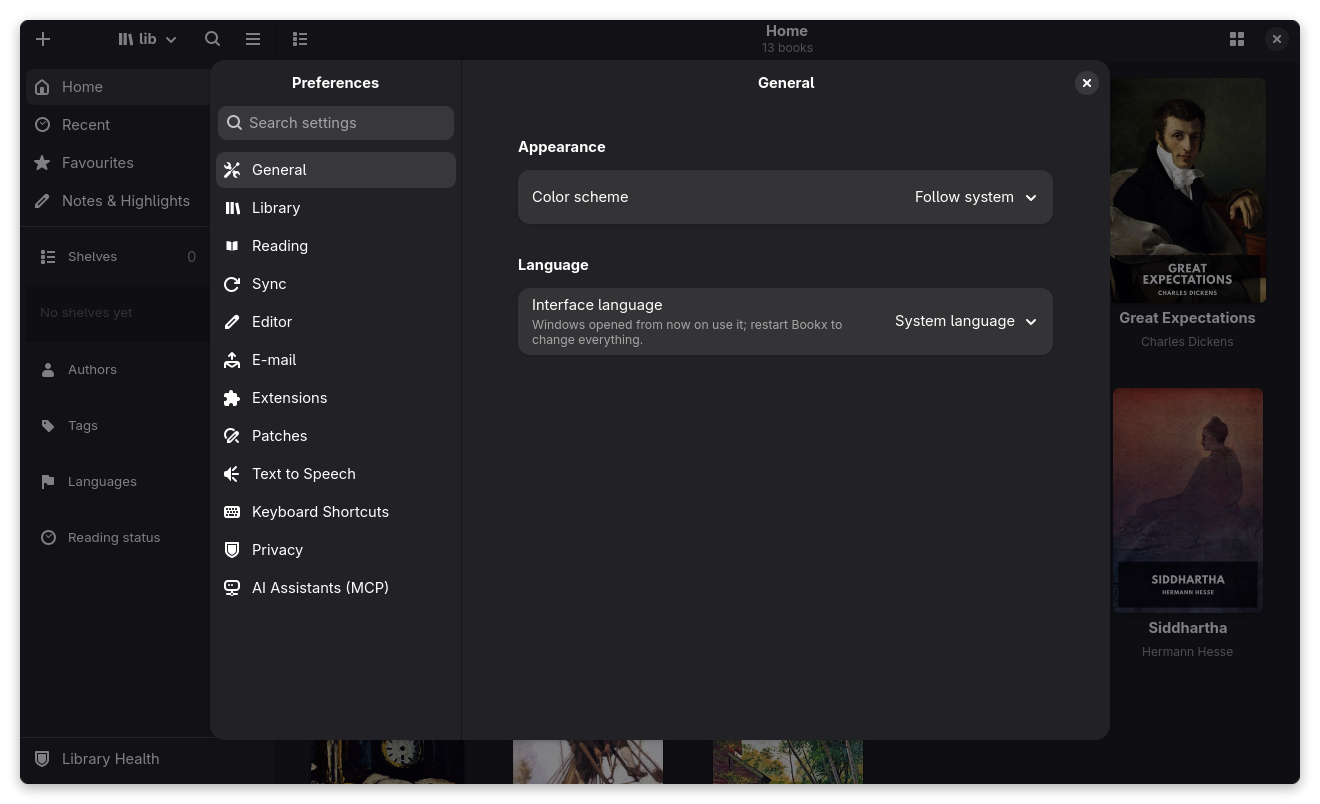 lib
Home
13 books
Home
Recent
Favourites
Notes & Highlights
Shelves
0
No shelves yet
Authors
Tags
Languages
Reading status
Library Health
Preferences
Search settings
General
Library
Reading
Sync
Editor
E-mail
Extensions
Patches
Text to Speech
Keyboard Shortcuts
Privacy
AI Assistants (MCP)
General
Appearance
Color scheme
Follow system
Language
Interface language
Windows opened from now on use it; restart Bookx to
change everything.
System language
GREAT
EXPECTATIONS
CHARLES DICKENS
Great Expectations
Charles Dickens
SIDDHARTHA
HERMANN HESSE
Siddhartha
Hermann Hesse